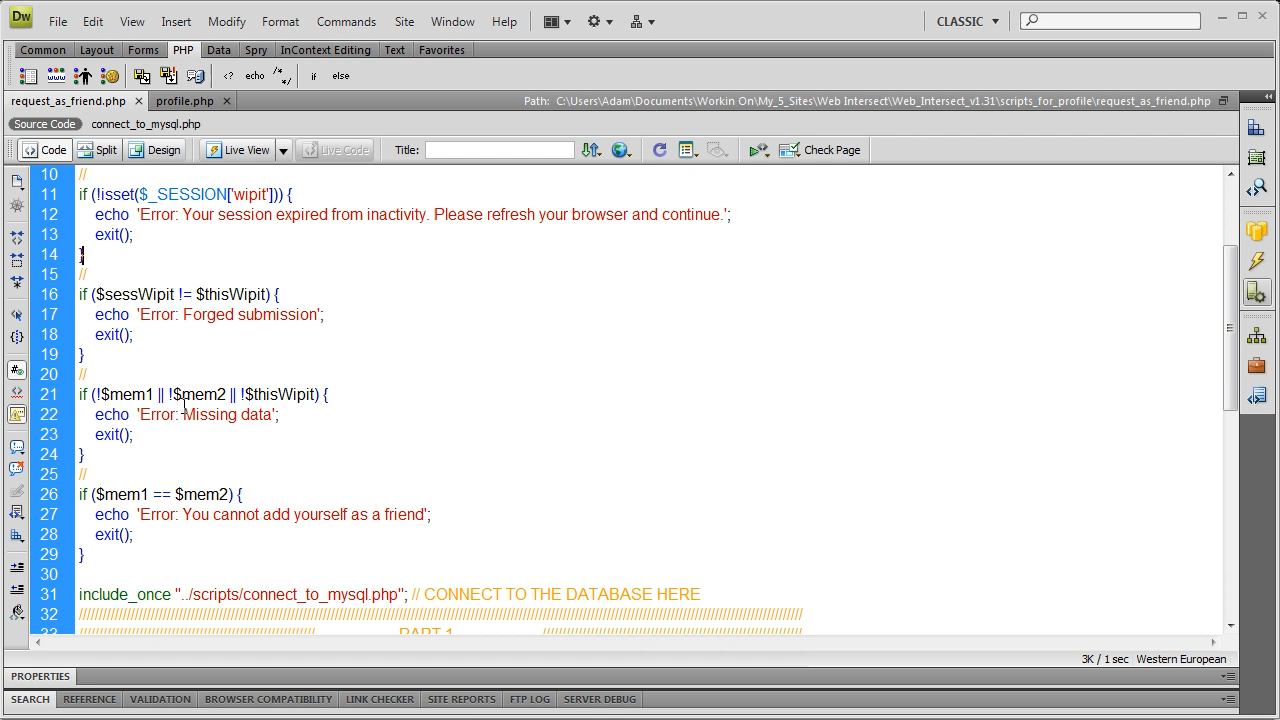 Dw File Edit View Insert Modify Format Commands Site Window Help CLASSIC
Common Layout Forms PHP Data Spry InContext Editing Text Favorites
<? echo /* */ if else
request_as_friend.php × profile.php × Path: C:\Users\Adam\Documents\Workin On\My_5_Sites\Web Intersect\Web_Intersect_v1.31\scripts_for_profile\request_as_friend.php
Source Code connect_to_mysql.php
Code Split Design Live View Live Code Title: Check Page
10 //
11 if (!isset($_SESSION['wipit'])) {
12 echo 'Error: Your session expired from inactivity. Please refresh your browser and continue.';
13 exit();
14 }
15 //
16 if ($sessWipit != $thisWipit) {
17 echo 'Error: Forged submission';
18 exit();
19 }
20 //
21 if (!$mem1 || !$mem2 || !$thisWipit) {
22 echo 'Error: Missing data';
23 exit();
24 }
25 //
26 if ($mem1 == $mem2) {
27 echo 'Error: You cannot add yourself as a friend';
28 exit();
29 }
30
31 include_once "../scripts/connect_to_mysql.php"; // CONNECT TO THE DATABASE HERE
32
33 PART 1
3K / 1 sec Western European
PROPERTIES
SEARCH REFERENCE VALIDATION BROWSER COMPATIBILITY LINK CHECKER SITE REPORTS FTP LOG SERVER DEBUG